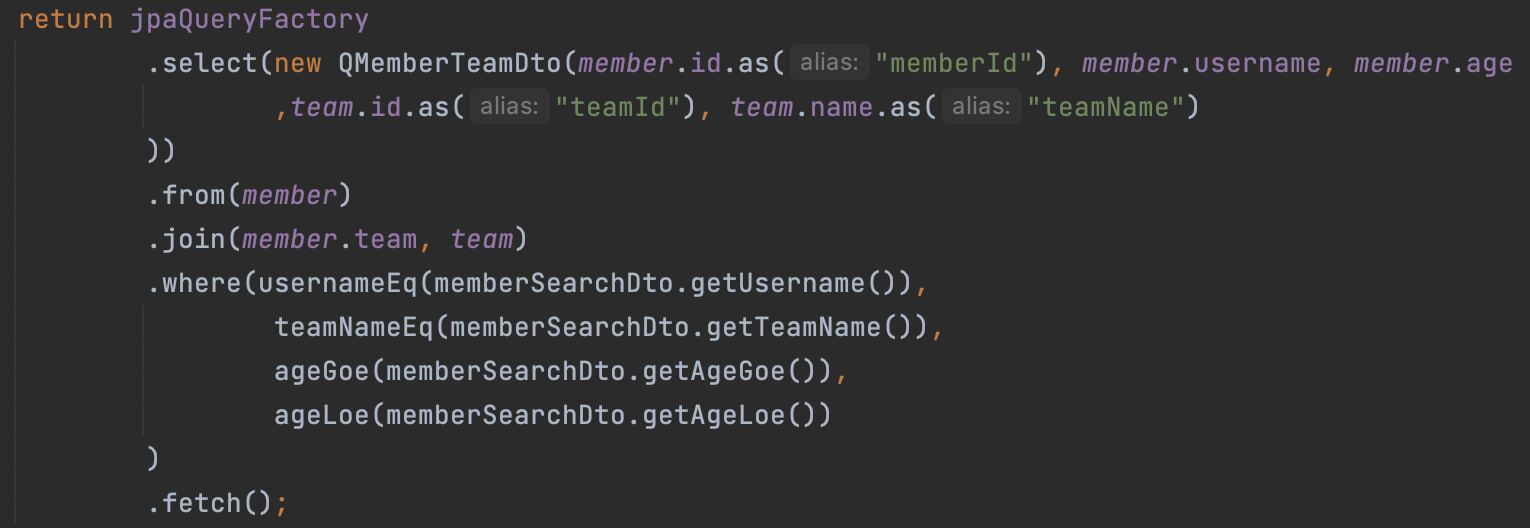 return jpaQueryFactory
.select(new QMemberTeamDto(member.id.as( alias: "memberId"), member.username, member.age
,team.id.as( alias: "teamId"), team.name.as( alias: "teamName")
))
.from(member)
.join(member.team, team)
.where(usernameEq(memberSearchDto.getUsername()),
teamNameEq(memberSearchDto.getTeamName()),
ageGoe(memberSearchDto.getAgeGoe()),
ageLoe(memberSearchDto.getAgeLoe())
)
.fetch();